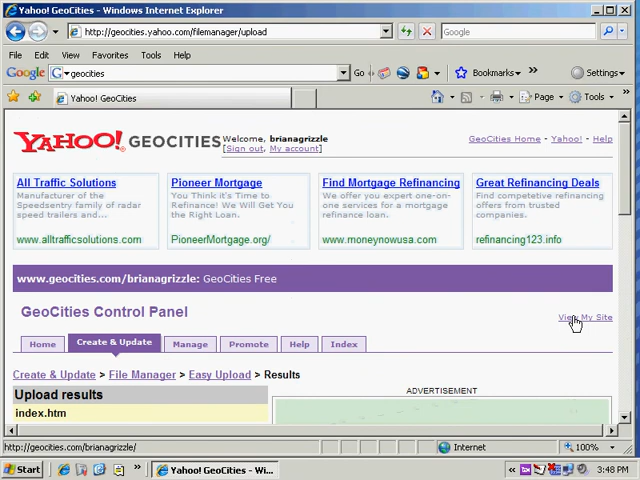 Yahoo! GeoCities - Windows Internet Explorer
http://geocities.yahoo.com/filemanager/upload
Google
File Edit View Favorites Tools Help
Google geocities Go Bookmarks Settings
Yahoo! GeoCities Page Tools
YAHOO! GEOCITIES
Welcome, brianagrizzle
[Sign out, My account]
GeoCities Home - Yahoo! - Help
All Traffic Solutions
Manufacturer of the
Speedsentry family of radar
speed trailers and...
www.alltrafficsolutions.com
Pioneer Mortgage
You Think it's Time to
Refinance! We Will Get You
the Right Loan.
PioneerMortgage.org/
Find Mortgage Refinancing
We offer you expert one-on-
one services for a mortgage
refinance loan.
www.moneynowusa.com
Great Refinancing Deals
Find competetive refinancing
offers from trusted
companies.
refinancing123.info
www.geocities.com/brianagrizzle: GeoCities Free
GeoCities Control Panel
View My Site
Home Create & Update Manage Promote Help Index
Create & Update > File Manager > Easy Upload > Results
Upload results
index.htm
ADVERTISEMENT
http://geocities.com/brianagrizzle/ Internet 100%
Start Yahoo! GeoCities - Wi... 3:48 PM